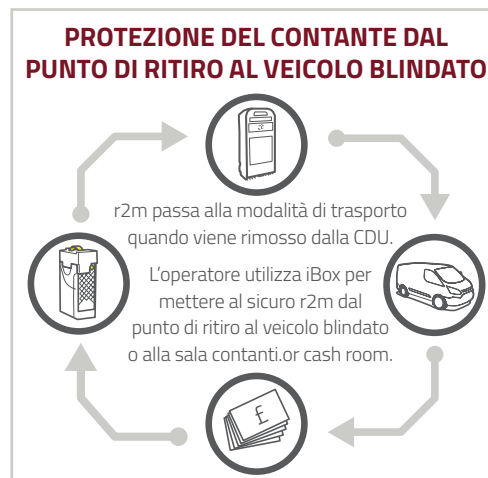 PROTEZIONE DEL CONTANTE DAL
PUNTO DI RITIRO AL VEICOLO BLINDATO
r2m passa alla modalità di trasporto
quando viene rimosso dalla CDU.
L'operatore utilizza iBox per
mettere al sicuro r2m dal
punto di ritiro al veicolo blindato
o alla sala contanti.or cash room.
£